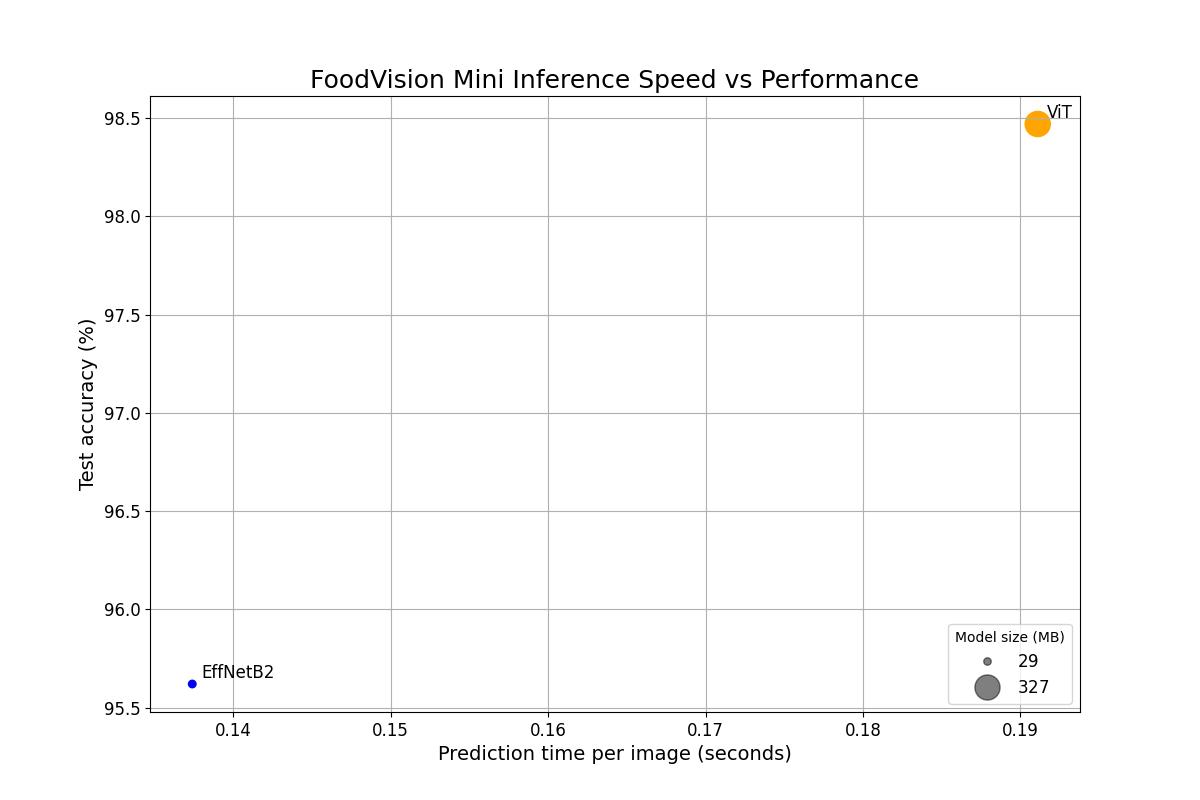 FoodVision Mini Inference Speed vs Performance
98.5
98.0
97.5
97.0
96.5
96.0
95.5
Test accuracy (%)
ViT
EffNetB2
Model size (MB)
29
327
0.14 0.15 0.16 0.17 0.18 0.19
Prediction time per image (seconds)